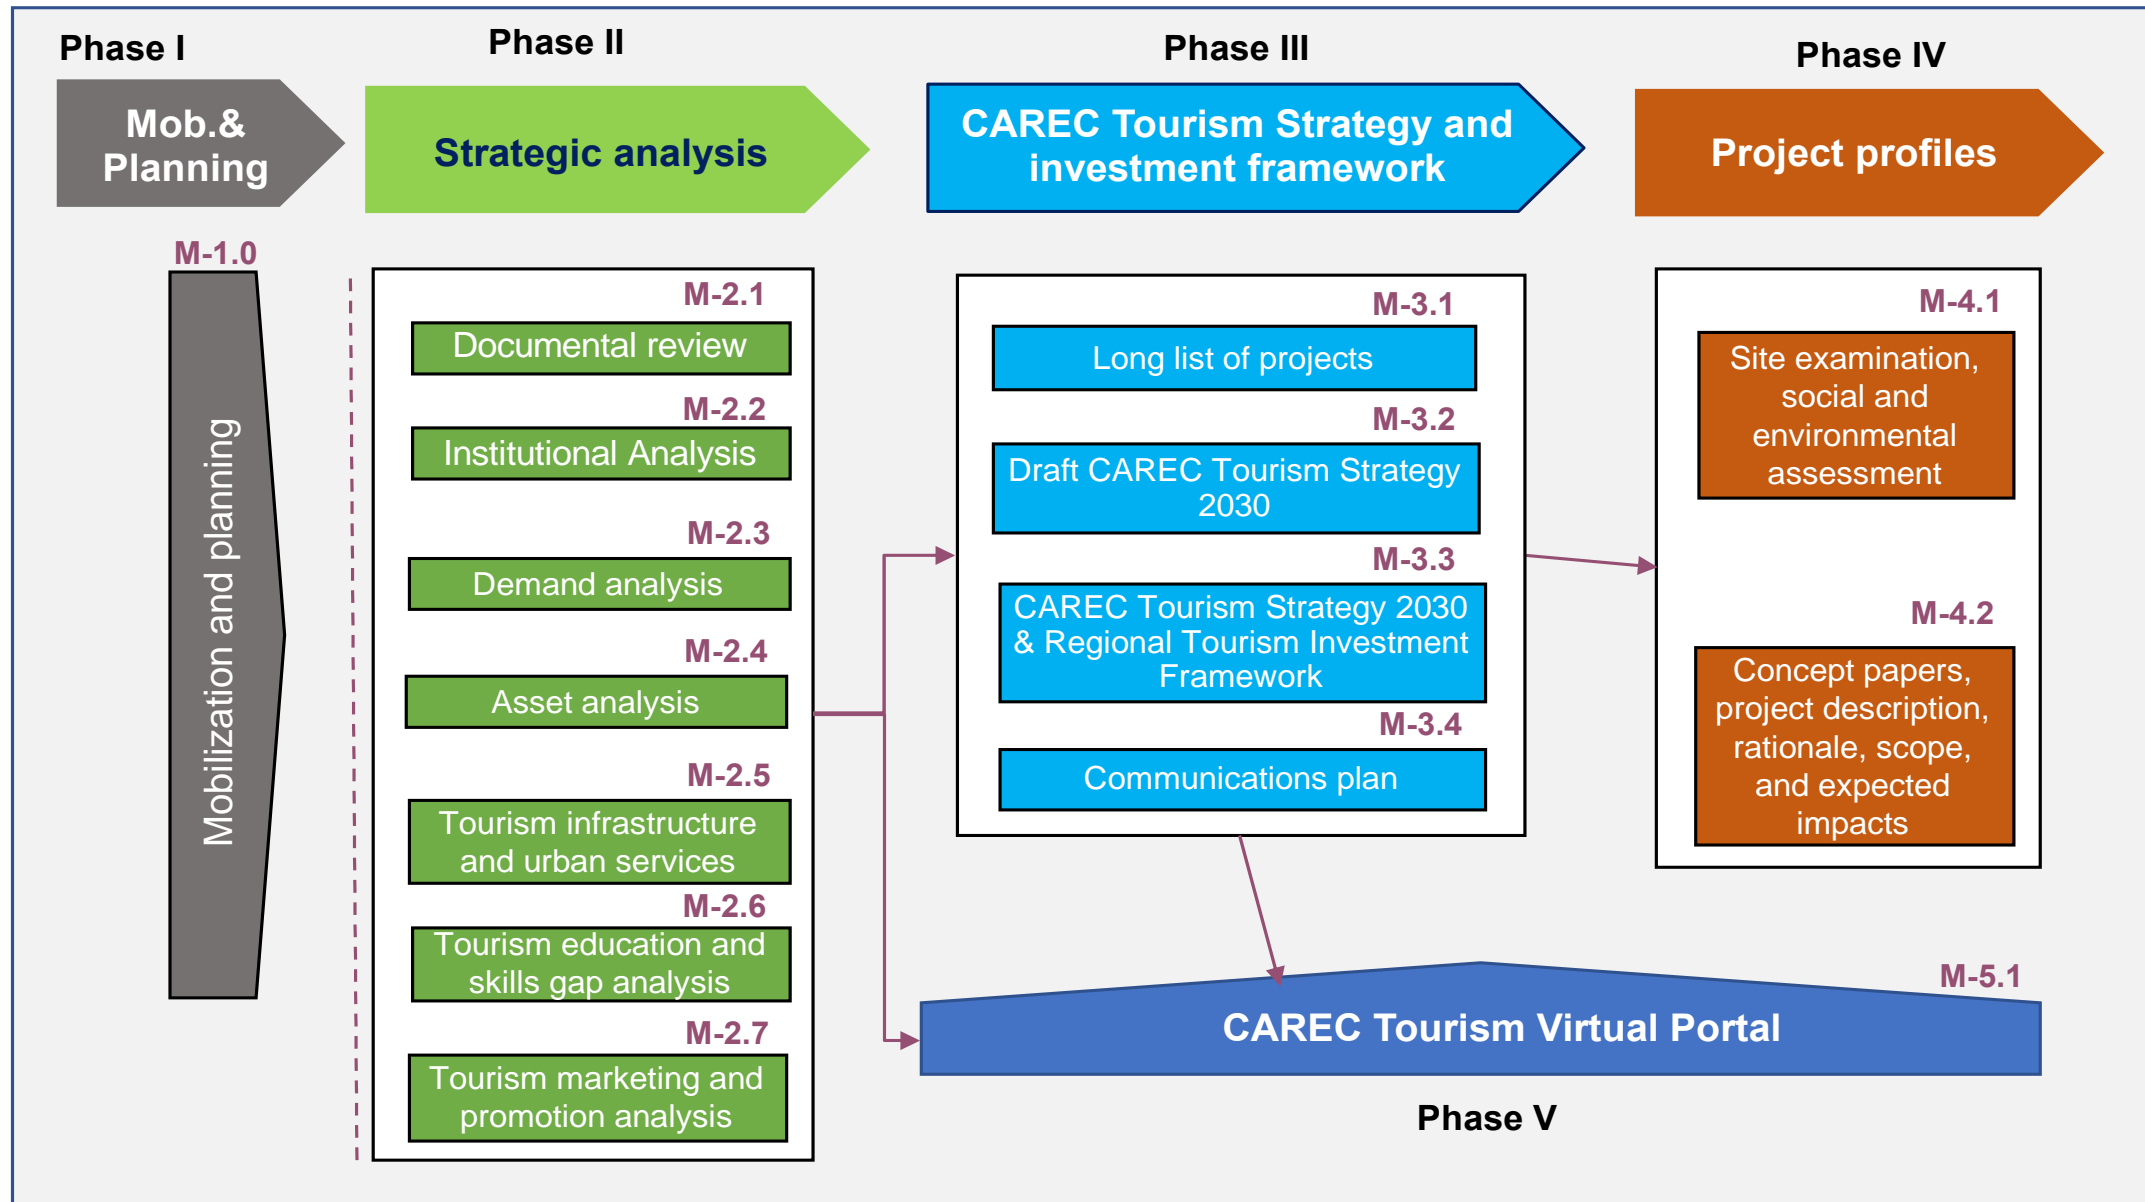 Phase I
Mob.&
Planning
M-1.0
Mobilization and planning
Phase II
Strategic analysis
M-2.1
Documental review
M-2.2
Institutional Analysis
M-2.3
Demand analysis
M-2.4
Asset analysis
M-2.5
Tourism infrastructure
and urban services
M-2.6
Tourism education and
skills gap analysis
M-2.7
Tourism marketing and
promotion analysis
Phase III
CAREC Tourism Strategy and
investment framework
M-3.1
Long list of projects
M-3.2
Draft CAREC Tourism Strategy
2030
M-3.3
CAREC Tourism Strategy 2030
& Regional Tourism Investment
Framework
M-3.4
Communications plan
Phase IV
Project profiles
M-4.1
Site examination,
social and
environmental
assessment
M-4.2
Concept papers,
project description,
rationale, scope,
and expected
impacts
M-5.1
CAREC Tourism Virtual Portal
Phase V